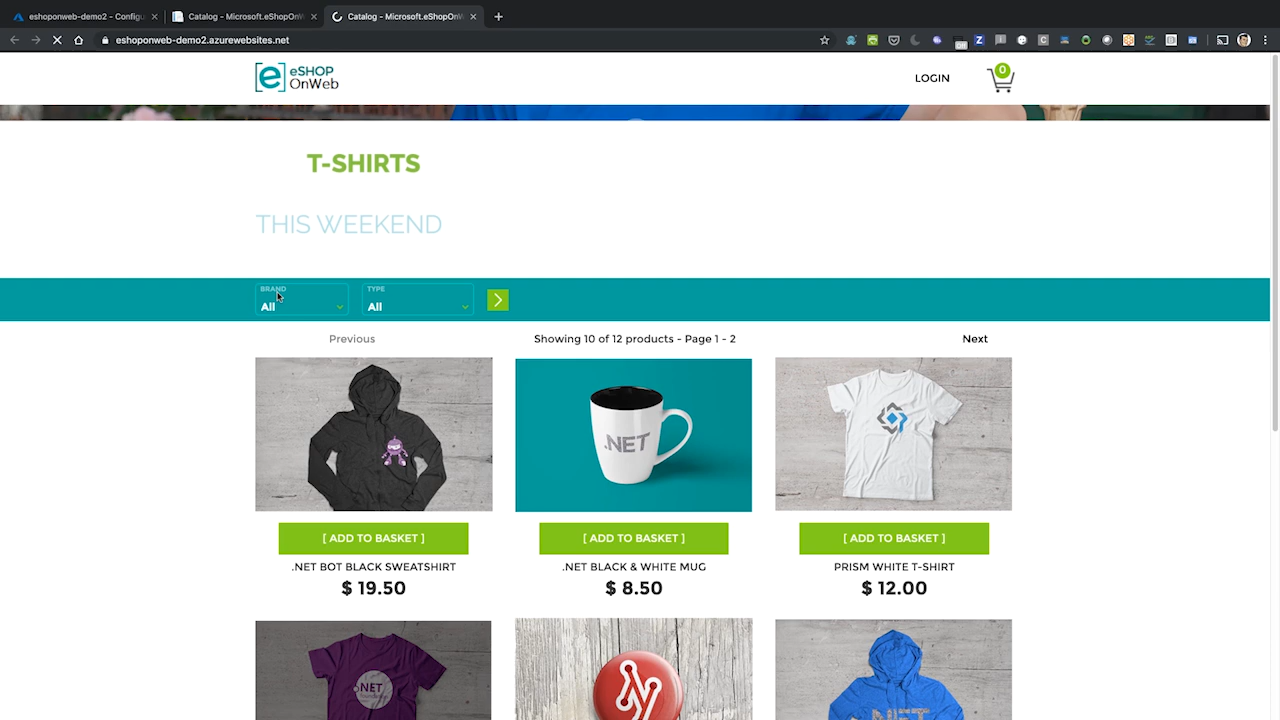 eshoponweb-demo2 - Configu
Catalog - Microsoft.eShopOnW
Catalog - Microsoft.eShopOnW
eshoponweb-demo2.azurewebsites.net
eSHOP
OnWeb
LOGIN
0
T-SHIRTS
THIS WEEKEND
BRAND
All
TYPE
All
Previous
Showing 10 of 12 products - Page 1 - 2
Next
.NET
[ ADD TO BASKET ]
[ ADD TO BASKET ]
[ ADD TO BASKET ]
.NET BOT BLACK SWEATSHIRT
.NET BLACK & WHITE MUG
PRISM WHITE T-SHIRT
$ 19.50
$ 8.50
$ 12.00
.NET
.NET